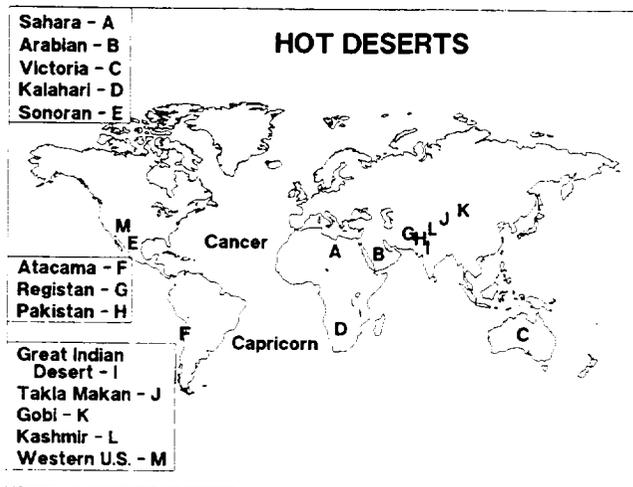 HOT DESERTS
Sahara - A
Arabian - B
Victoria - C
Kalahari - D
Sonoran - E
M
E
Cancer
A
B
G
H
I
L
J
K
Atacama - F
Registan - G
Pakistan - H
F
Capricorn
D
C
Great Indian
Desert - I
Takla Makan - J
Gobi - K
Kashmir - L
Western U.S. - M